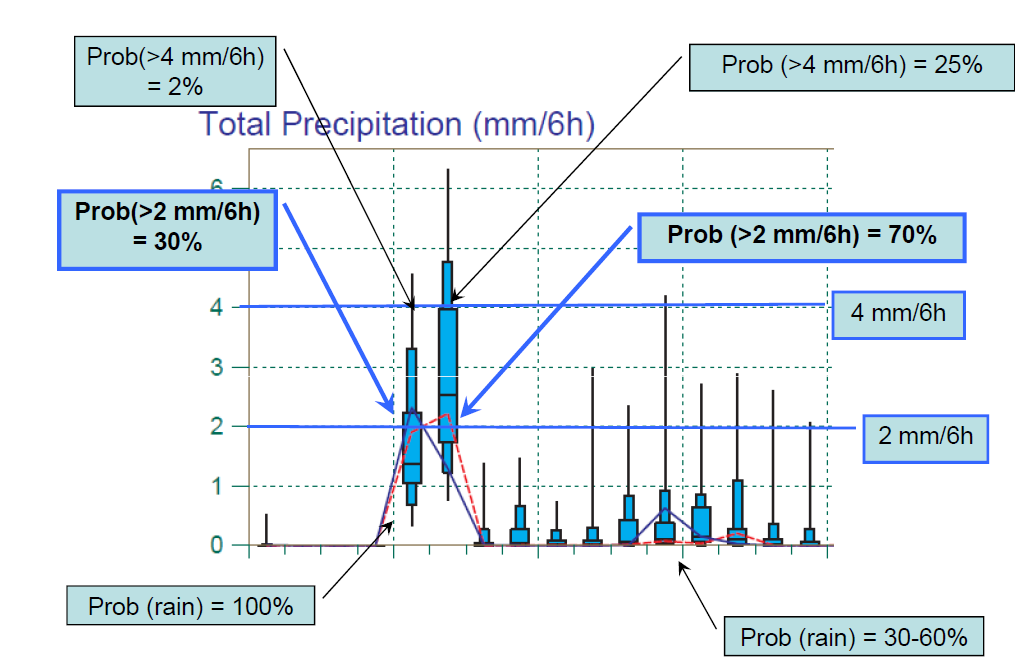 Prob(>4 mm/6h)
= 2%
Prob (>4 mm/6h) = 25%
Total Precipitation (mm/6h)
6
Prob(>2 mm/6h)
= 30%
Prob (>2 mm/6h) = 70%
4
4 mm/6h
3
2
2 mm/6h
1
0
Prob (rain) = 100%
Prob (rain) = 30-60%